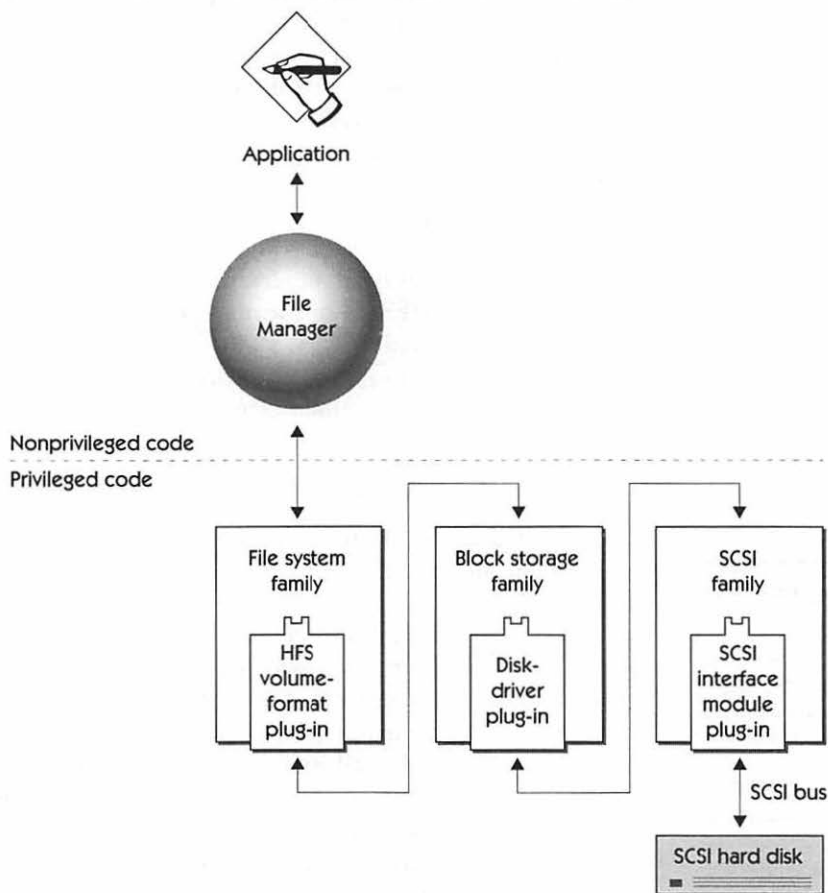 Application
File
Manager
Nonprivileged code
Privileged code
File system
family
HFS
volume-
format
plug-in
Block storage
family
Disk-
driver
plug-in
SCSI
family
SCSI
interface
module
plug-in
SCSI bus
SCSI hard disk